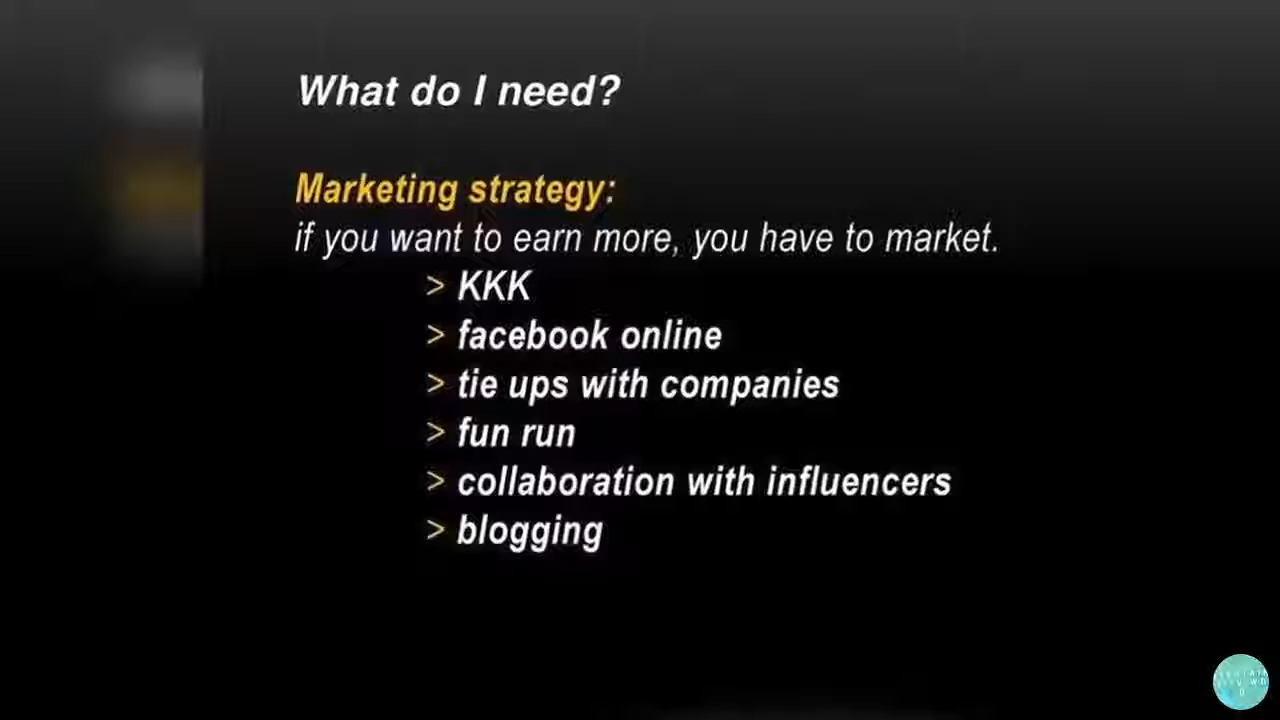 What do I need?
Marketing strategy:
if you want to earn more, you have to market.
> KKK
> facebook online
> tie ups with companies
> fun run
> collaboration with influencers
> blogging